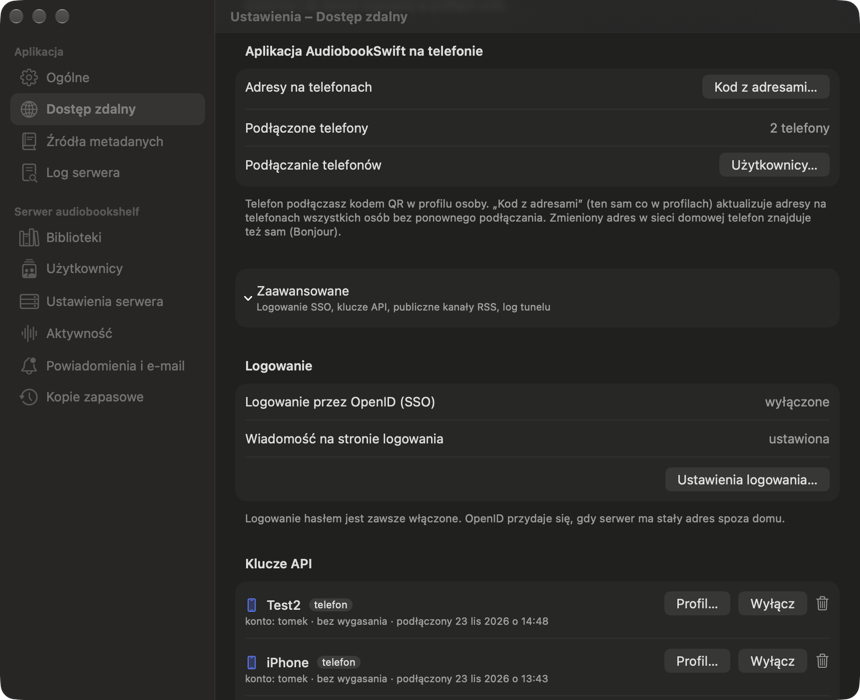 Ustawienia – Dostęp zdalny
Aplikacja
Ogólne
Dostęp zdalny
Źródła metadanych
Log serwera
Serwer audiobookshelf
Biblioteki
Użytkownicy
Ustawienia serwera
Aktywność
Powiadomienia i e-mail
Kopie zapasowe
Aplikacja AudiobookSwift na telefonie
Adresy na telefonach
Kod z adresami...
Podłączone telefony
2 telefony
Podłączanie telefonów
Użytkownicy...
Telefon podłączasz kodem QR w profilu osoby. „Kod z adresami” (ten sam co w profilach) aktualizuje adresy na
telefonach wszystkich osób bez ponownego podłączania. Zmieniony adres w sieci domowej telefon znajduje
też sam (Bonjour).
Zaawansowane
Logowanie SSO, klucze API, publiczne kanały RSS, log tunelu
Logowanie
Logowanie przez OpenID (SSO)
wyłączone
Wiadomość na stronie logowania
ustawiona
Ustawienia logowania...
Logowanie hasłem jest zawsze włączone. OpenID przydaje się, gdy serwer ma stały adres spoza domu.
Klucze API
Test2 telefon
Profil... Wyłącz
konto: tomek · bez wygasania · podłączony 23 lis 2026 o 14:48
iPhone telefon
Profil... Wyłącz
konto: tomek · bez wygasania · podłączony 23 lis 2026 o 13:43